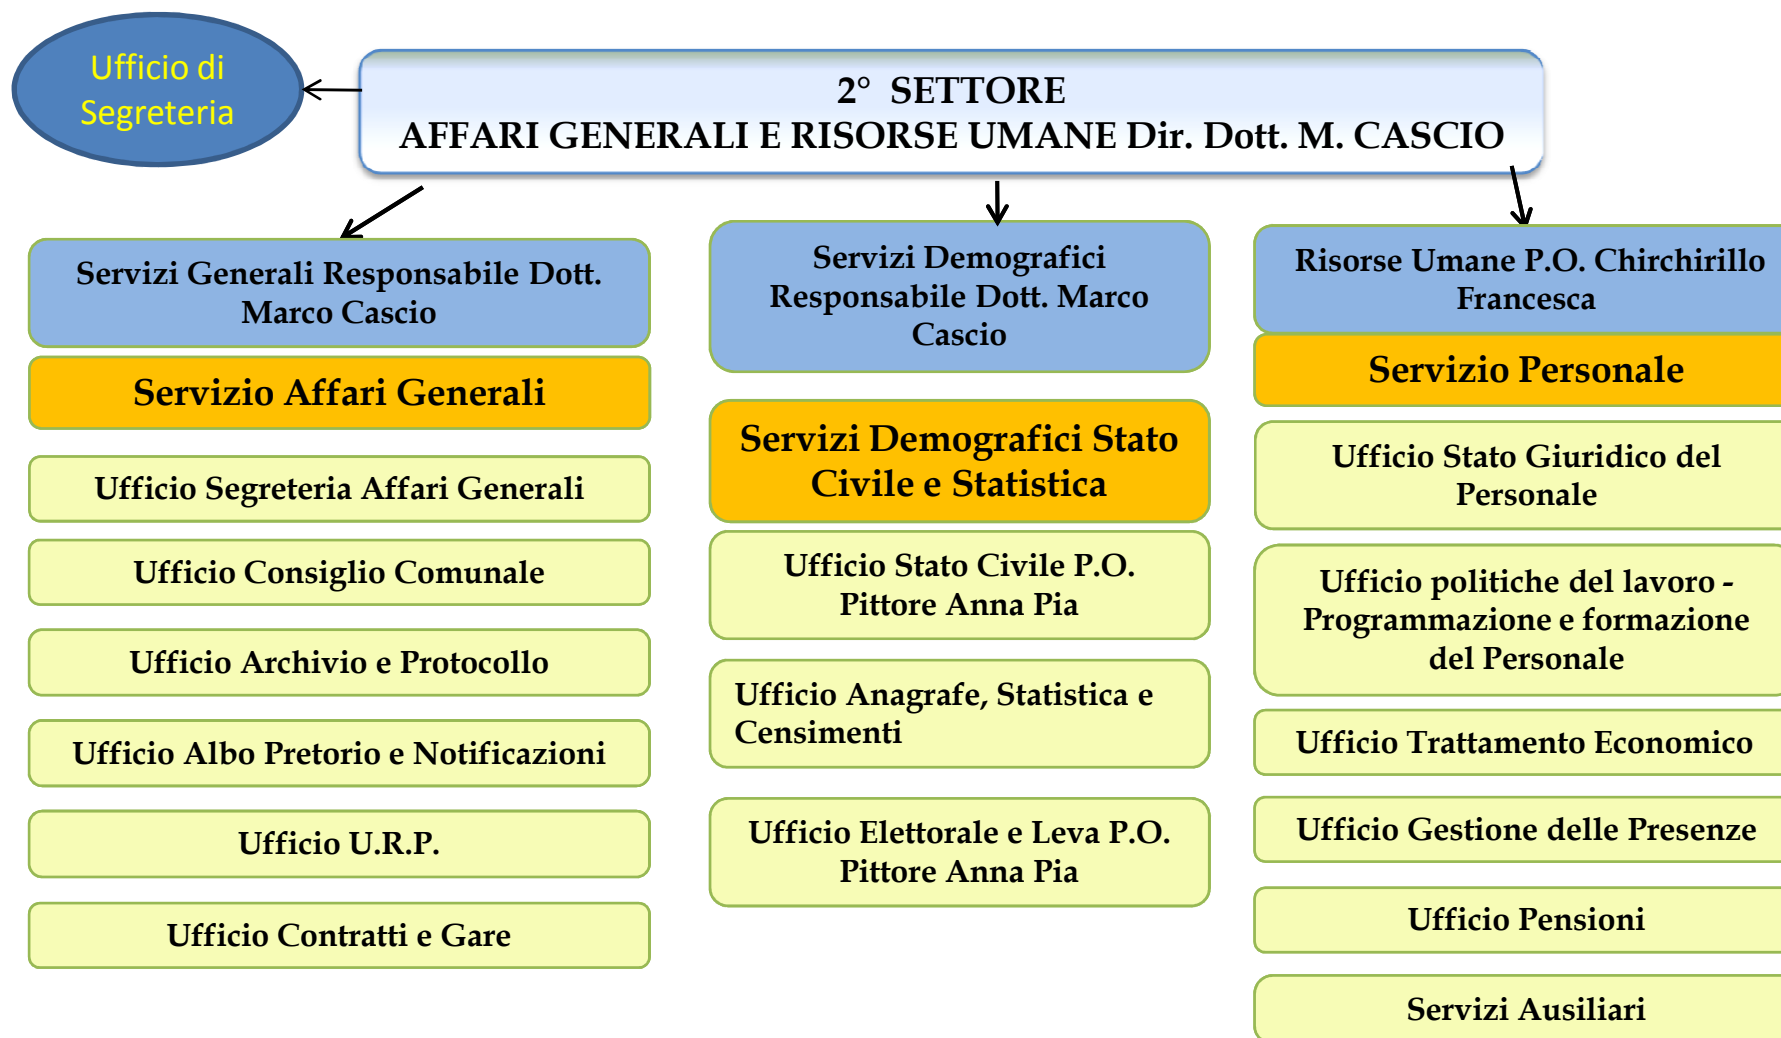 Ufficio di
Segreteria
2° SETTORE
AFFARI GENERALI E RISORSE UMANE Dir. Dott. M. CASCIO
Servizi Generali Responsabile Dott.
Marco Cascio
Servizio Affari Generali
Ufficio Segreteria Affari Generali
Ufficio Consiglio Comunale
Ufficio Archivio e Protocollo
Ufficio Albo Pretorio e Notificazioni
Ufficio U.R.P.
Ufficio Contratti e Gare
Servizi Demografici
Responsabile Dott. Marco
Cascio
Servizi Demografici Stato
Civile e Statistica
Ufficio Stato Civile P.O.
Pittore Anna Pia
Ufficio Anagrafe, Statistica e
Censimenti
Ufficio Elettorale e Leva P.O.
Pittore Anna Pia
Risorse Umane P.O. Chirchirillo
Francesca
Servizio Personale
Ufficio Stato Giuridico del
Personale
Ufficio politiche del lavoro -
Programmazione e formazione
del Personale
Ufficio Trattamento Economico
Ufficio Gestione delle Presenze
Ufficio Pensioni
Servizi Ausiliari